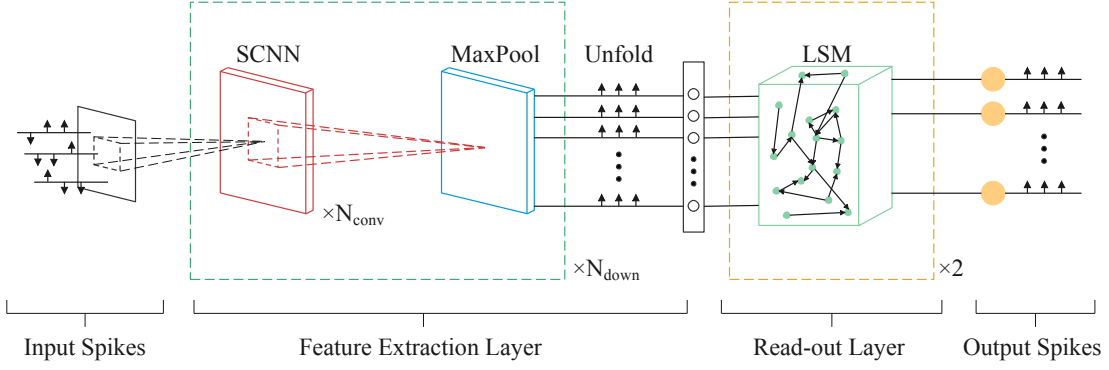 SCNN
MaxPool
Unfold
LSM
×N_conv
×N_down
×2
Input Spikes
Feature Extraction Layer
Read-out Layer
Output Spikes